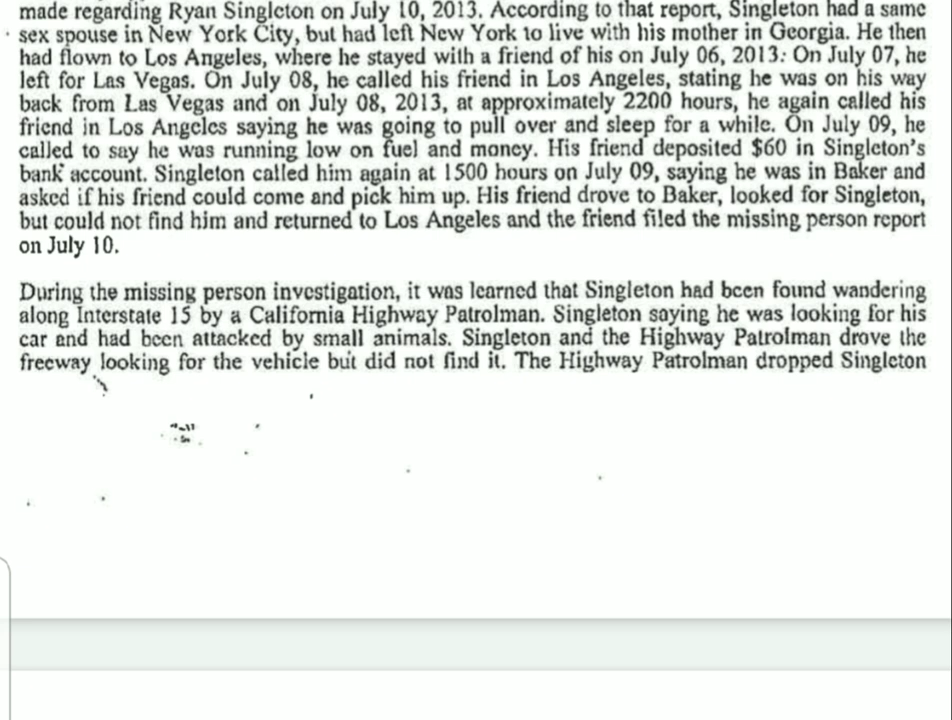 made regarding Ryan Singleton on July 10, 2013. According to that report, Singleton had a same
sex spouse in New York City, but had left New York to live with his mother in Georgia. He then
had flown to Los Angeles, where he stayed with a friend of his on July 06, 2013: On July 07, he
left for Las Vegas. On July 08, he called his friend in Los Angeles, stating he was on his way
back from Las Vegas and on July 08, 2013, at approximately 2200 hours, he again called his
friend in Los Angeles saying he was going to pull over and sleep for a while. On July 09, he
called to say he was running low on fuel and money. His friend deposited $60 in Singleton's
bank account. Singleton called him again at 1500 hours on July 09, saying he was in Baker and
asked if his friend could come and pick him up. His friend drove to Baker, looked for Singleton,
but could not find him and returned to Los Angeles and the friend filed the missing person report
on July 10.
During the missing person investigation, it was learned that Singleton had been found wandering
along Interstate 15 by a California Highway Patrolman. Singleton saying he was looking for his
car and had been attacked by small animals. Singleton and the Highway Patrolman drove the
freeway looking for the vehicle but did not find it. The Highway Patrolman dropped Singleton